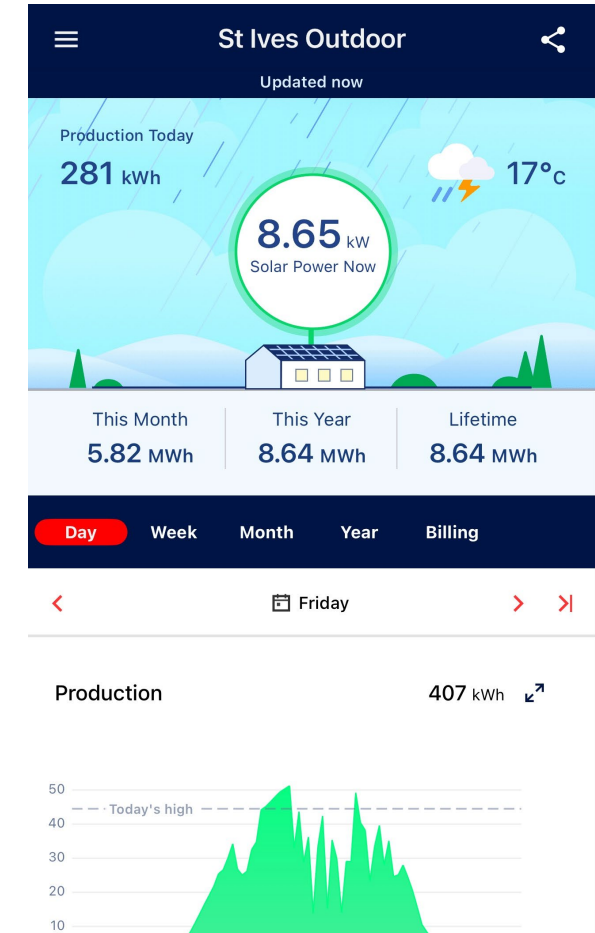 St Ives Outdoor
Updated now
Production Today
281 kWh
17°c
8.65 kW
Solar Power Now
This Month
5.82 MWh
This Year
8.64 MWh
Lifetime
8.64 MWh
Day Week Month Year Billing
Friday
Production 407 kWh
50
Today's high
40
30
20
10